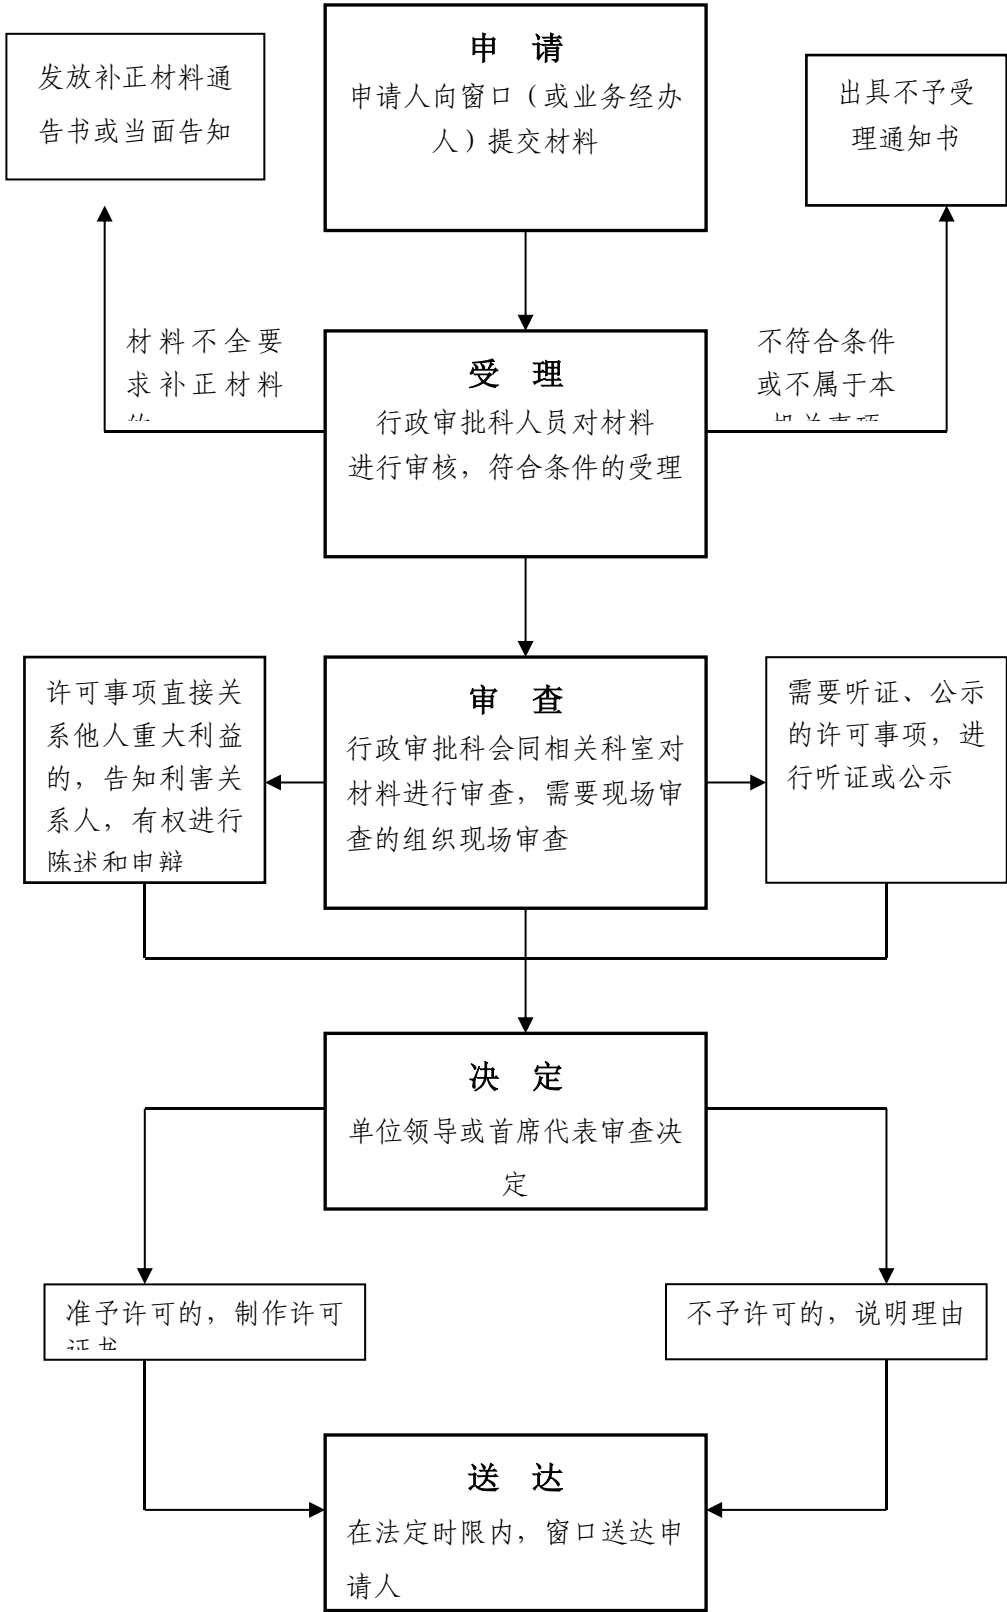 申 请
申请人向窗口（或业务经办
人）提交材料
发放补正材料通
告书或当面告知
出具不予受
理通知书
材料不全要
求补正材料
不符合条件
或不属于本
受 理
行政审批科人员对材料
进行审核，符合条件的受理
许可事项直接关
系他人重大利益
的，告知利害关
系人，有权进行
陈述和申辩
审 查
行政审批科会同相关科室对
材料进行审查，需要现场审
查的组织现场审查
需要听证、公示
的许可事项，进
行听证或公示
决 定
单位领导或首席代表审查决
定
准予许可的，制作许可
不予许可的，说明理由
送 达
在法定时限内，窗口送达申
请人